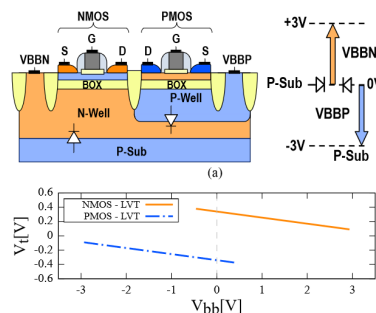 NMOS PMOS
G G
VBBN S D D S VBBP
BOX BOX
P-Well
N-Well
P-Sub
(a)
+3V
VBBN
P-Sub 0V
VBBP
-3V P-Sub
NMOS - LVT
PMOS - LVT
Vt[V]
0.6
0.4
0.2
0
-0.2
-0.4
-0.6
-3 -2 -1 0 1 2 3
Vbb[V]